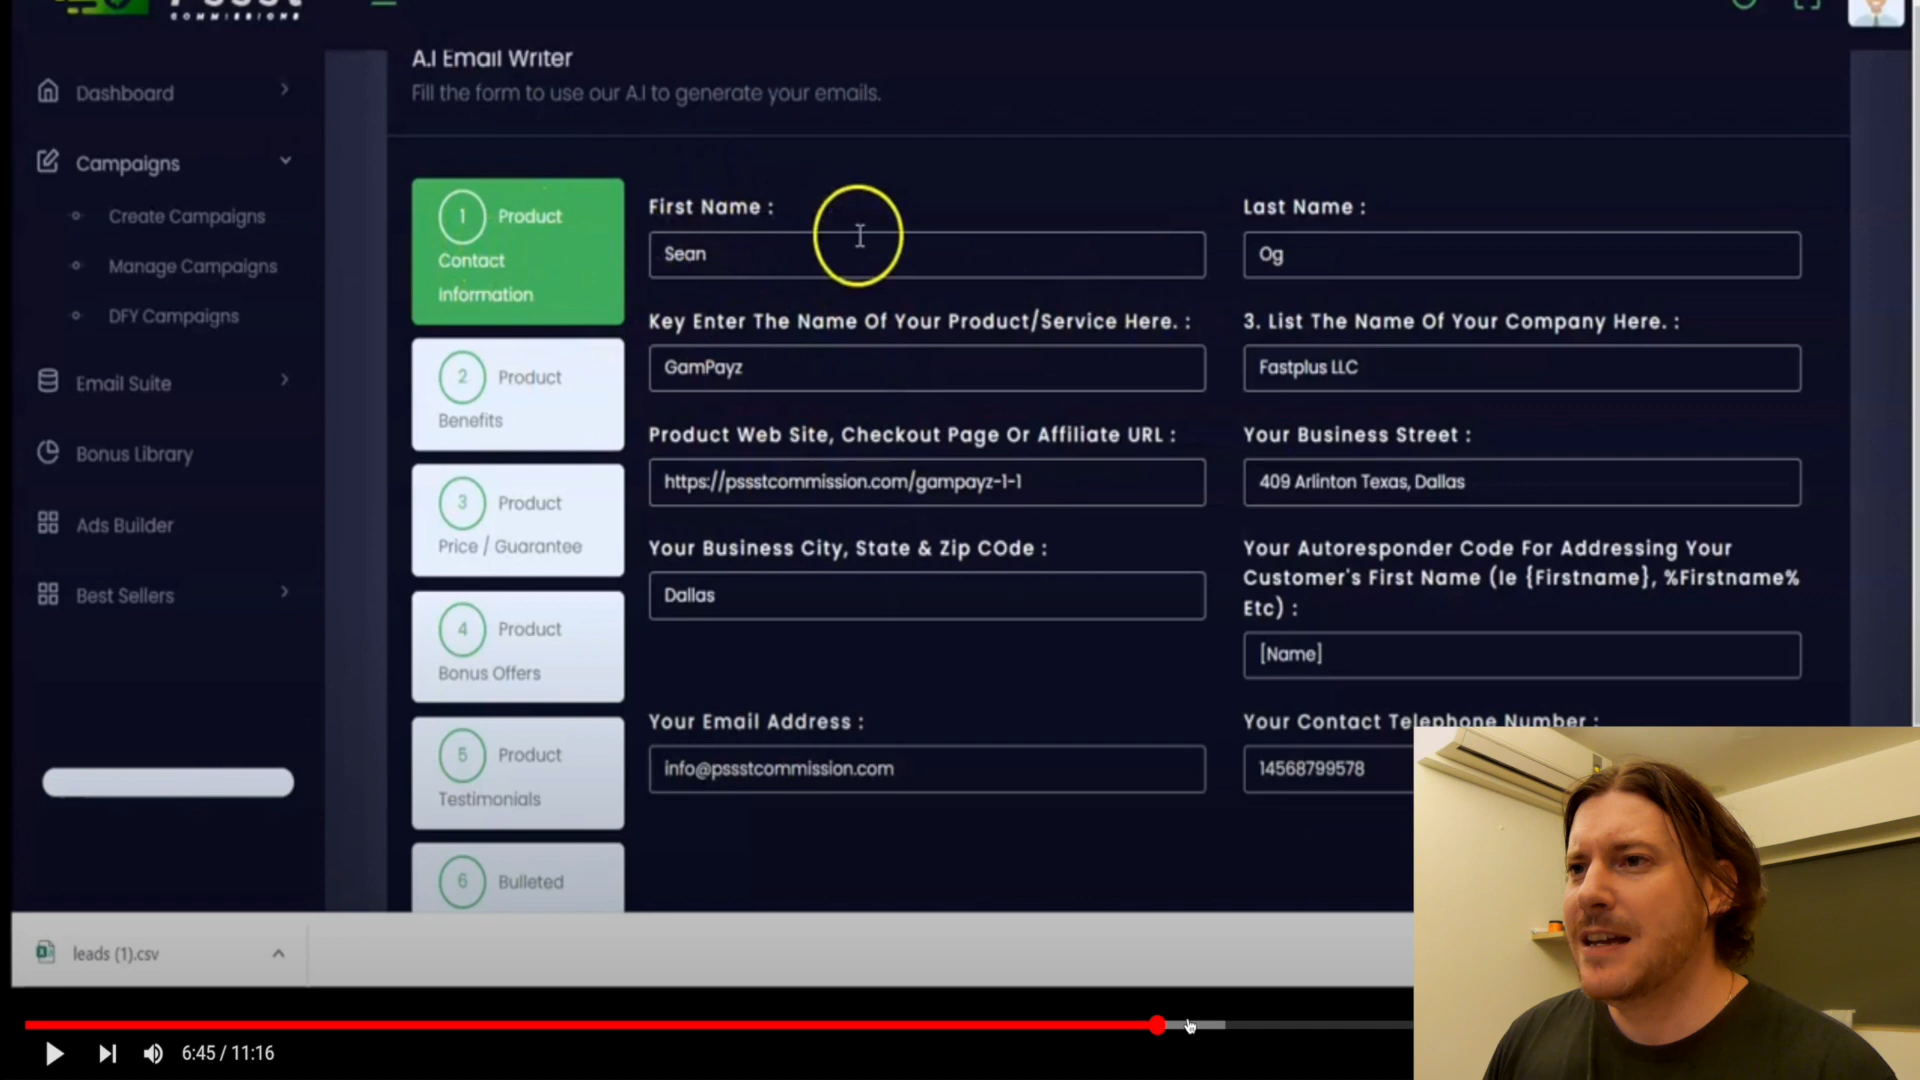 COMMISSIONS
A.I Email Writer
Fill the form to use our A.I to generate your emails.
Dashboard
Campaigns
Create Campaigns
Manage Campaigns
DFY Campaigns
Email Suite
Bonus Library
Ads Builder
Best Sellers
1 Product
Contact
Information
2 Product
Benefits
3 Product
Price / Guarantee
4 Product
Bonus Offers
5 Product
Testimonials
6 Bulleted
First Name :
Sean
Last Name :
Og
Key Enter The Name Of Your Product/Service Here. :
GamPayz
3. List The Name Of Your Company Here. :
Fastplus LLC
Product Web Site, Checkout Page Or Affiliate URL :
https://pssstcommission.com/gampayz-1-1
Your Business Street :
409 Arlinton Texas, Dallas
Your Business City, State & Zip COde :
Dallas
Your Autoresponder Code For Addressing Your
Customer's First Name (Ie {Firstname}, %Firstname%
Etc) :
[Name]
Your Email Address :
info@pssstcommission.com
Your Contact Telephone Number :
14568799578
leads (1).csv
6:45 / 11:16